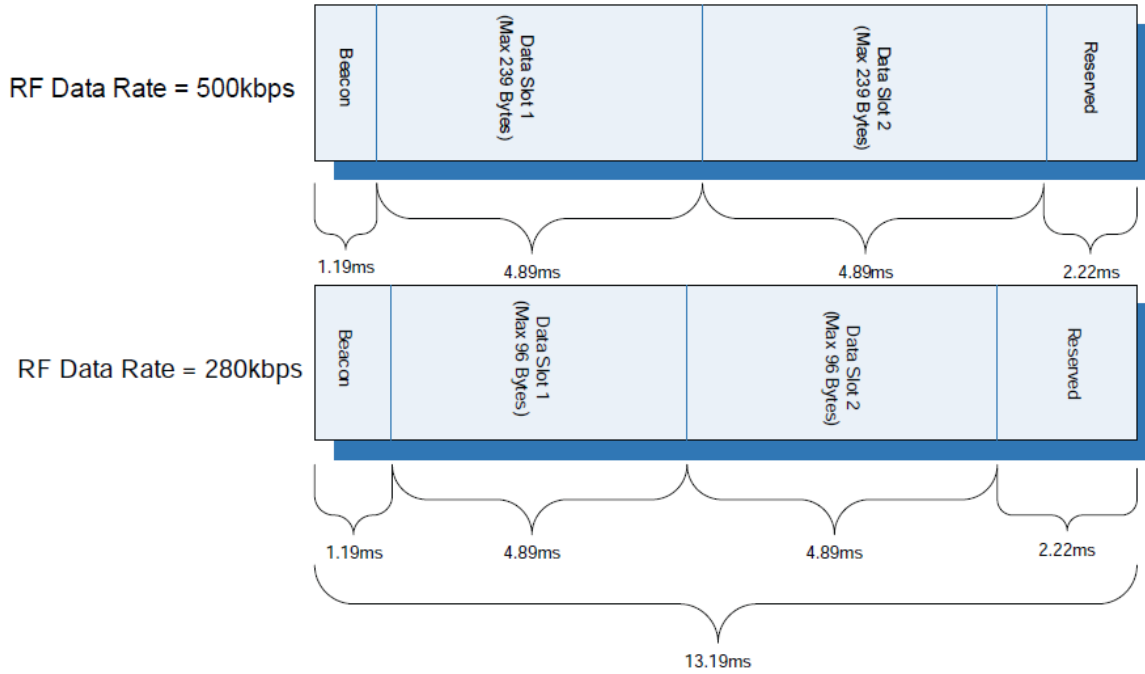 RF Data Rate = 500kbps
Beacon
Data Slot 1
(Max 239 Bytes)
Data Slot 2
(Max 239 Bytes)
Reserved
1.19ms
4.89ms
4.89ms
2.22ms
RF Data Rate = 280kbps
Beacon
Data Slot 1
(Max 96 Bytes)
Data Slot 2
(Max 96 Bytes)
Reserved
1.19ms
4.89ms
4.89ms
2.22ms
13.19ms